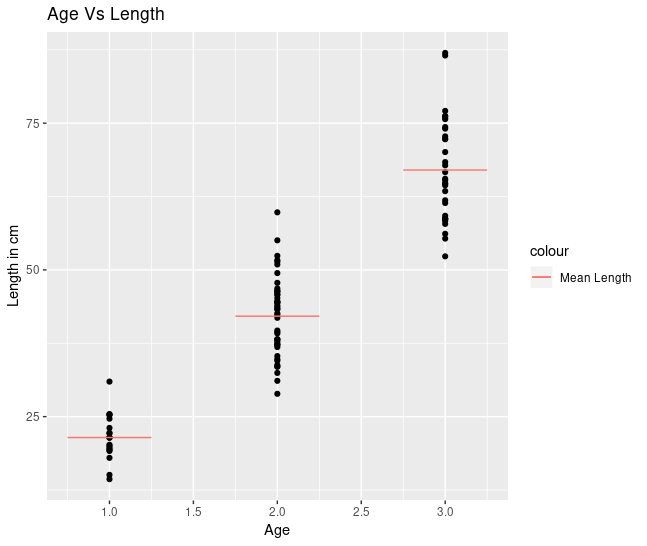 Age Vs Length
75
50
25
Length in cm
1.0 1.5 2.0 2.5 3.0
Age
colour
Mean Length